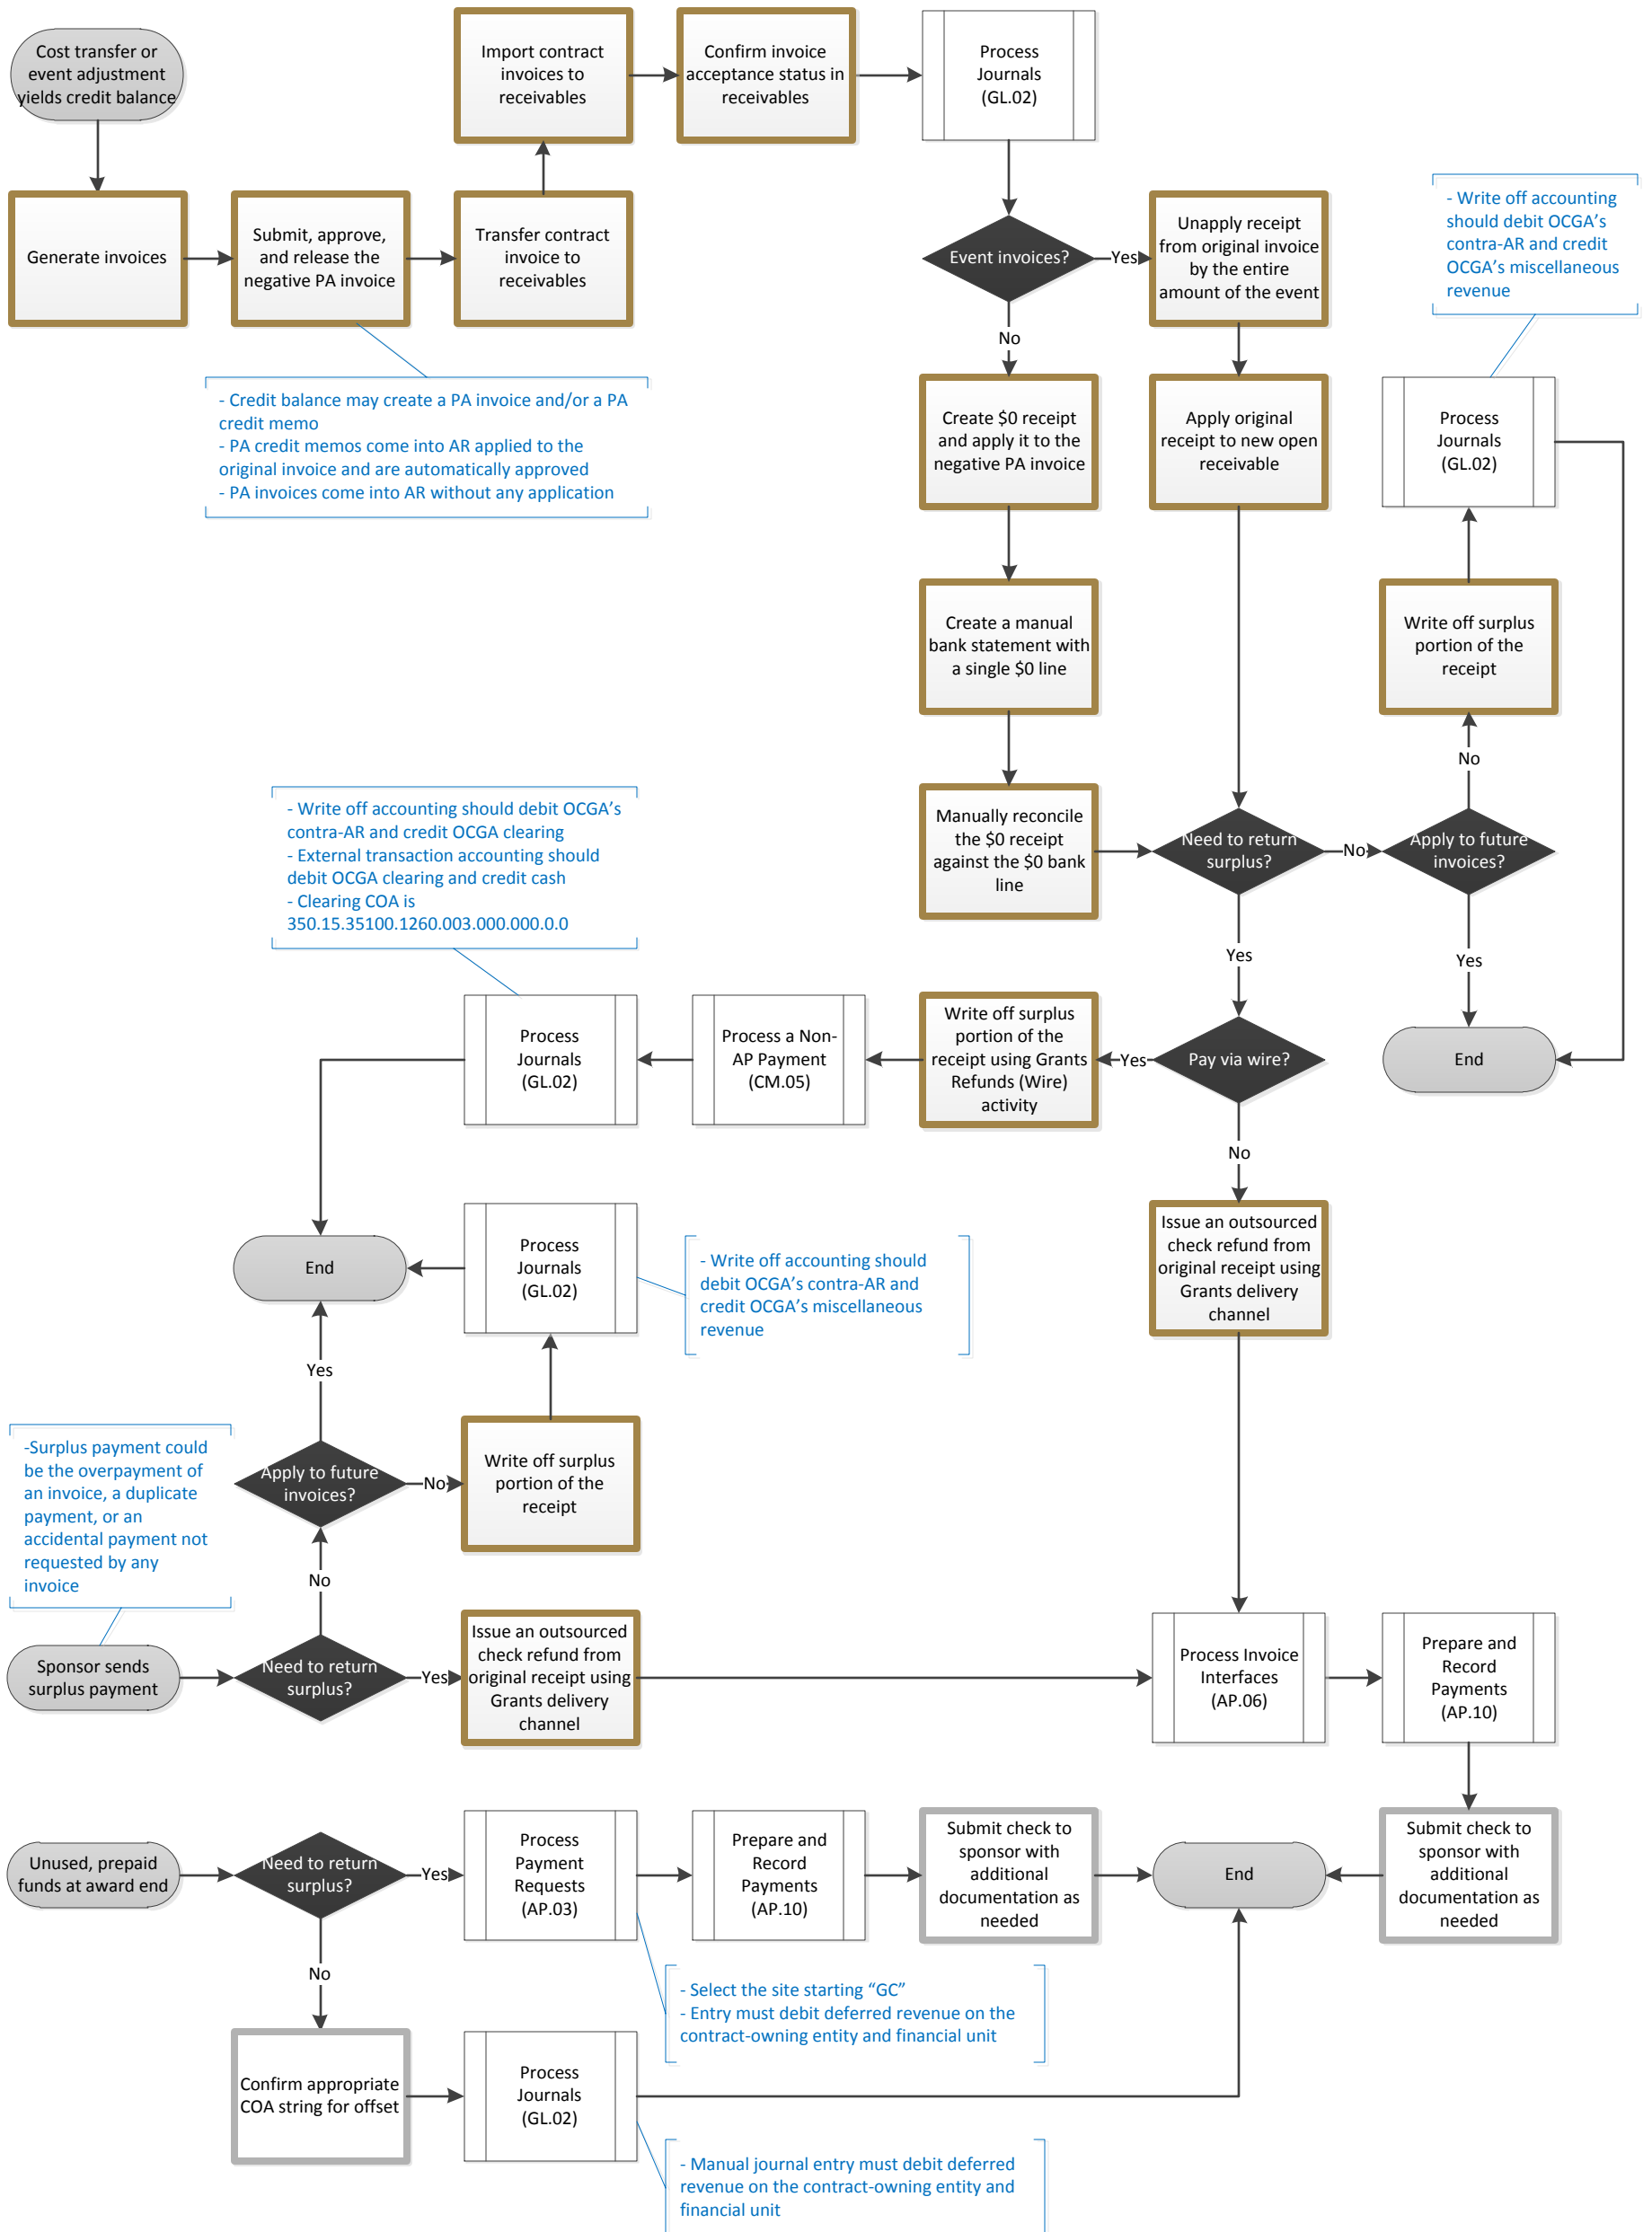 Cost transfer or
event adjustment
yields credit balance
Import contract
invoices to
receivables
Confirm invoice
acceptance status in
receivables
Process
Journals
(GL.02)
Generate invoices
Submit, approve,
and release the
negative PA invoice
Transfer contract
invoice to
receivables
Event invoices?
Yes
Unapply receipt
from original invoice
by the entire
amount of the event
- Write off accounting
should debit OCGA’s
contra-AR and credit
OCGA’s miscellaneous
revenue
No
- Credit balance may create a PA invoice and/or a PA
credit memo
- PA credit memos come into AR applied to the
original invoice and are automatically approved
- PA invoices come into AR without any application
Create $0 receipt
and apply it to the
negative PA invoice
Apply original
receipt to new open
receivable
Process
Journals
(GL.02)
Create a manual
bank statement with
a single $0 line
Write off surplus
portion of the
receipt
No
- Write off accounting should debit OCGA’s
contra-AR and credit OCGA clearing
- External transaction accounting should
debit OCGA clearing and credit cash
- Clearing COA is
350.15.35100.1260.003.000.000.0.0
Manually reconcile
the $0 receipt
against the $0 bank
line
Need to return
surplus?
No
Apply to future
invoices?
Yes
Yes
Process
Journals
(GL.02)
Process a Non-
AP Payment
(CM.05)
Write off surplus
portion of the
receipt using Grants
Refunds (Wire)
activity
Yes
Pay via wire?
End
No
End
Process
Journals
(GL.02)
- Write off accounting should
debit OCGA’s contra-AR and
credit OCGA’s miscellaneous
revenue
Issue an outsourced
check refund from
original receipt using
Grants delivery
channel
Yes
-Surplus payment could
be the overpayment of
an invoice, a duplicate
payment, or an
accidental payment not
requested by any
invoice
Apply to future
invoices?
No
Write off surplus
portion of the
receipt
No
Sponsor sends
surplus payment
Need to return
surplus?
Yes
Issue an outsourced
check refund from
original receipt using
Grants delivery
channel
Process Invoice
Interfaces
(AP.06)
Prepare and
Record
Payments
(AP.10)
Unused, prepaid
funds at award end
Need to return
surplus?
Yes
Process
Payment
Requests
(AP.03)
Prepare and
Record
Payments
(AP.10)
Submit check to
sponsor with
additional
documentation as
needed
End
Submit check to
sponsor with
additional
documentation as
needed
No
- Select the site starting “GC”
- Entry must debit deferred revenue on the
contract-owning entity and financial unit
Confirm appropriate
COA string for offset
Process
Journals
(GL.02)
- Manual journal entry must debit deferred
revenue on the contract-owning entity and
financial unit